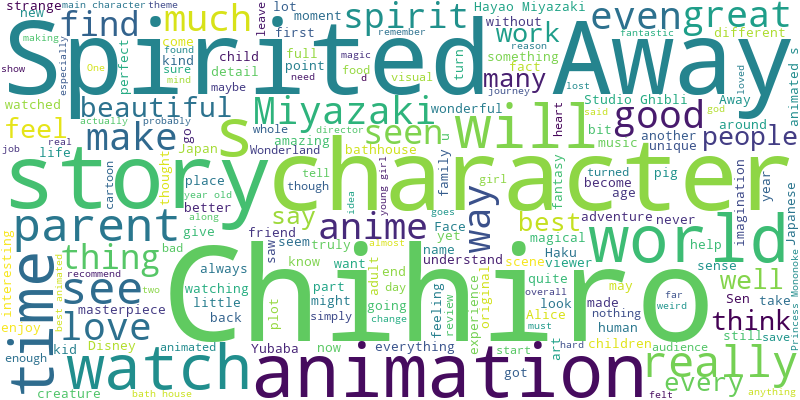 strange
main character
theme
new
find
much
making
come
found
kind
sure
perfect
mind
especially
One
show
Spirited Away
moment
lot
first
leave
child
full
point
detail
maybe
magic
food
d
need
spirit
remember
Hayao Miyazaki
work
without
reason
something
fact
visual
turn
journey
even
great
fantastic
different
many
lost
loved
animated s
watched
beautiful
actually
probably
Miyazaki
wonderful
Studio Ghibli
Away
said
god
good
around
another
unique
people
feel
make
go
s
whole
director
amazing
Wonderland
bathhouse
seen
u
will
heart
bit
music
job
real
life
cartoon
thought
Japan
place
year old
better
along
give
tell
though
young girl
idea
family
girl
fantasy
turned
become
age
pig
imagination
year
Japanese
story
character
parent
say
anime
way
best
adventure
never
world
friend
goes
Face
yet
magical
name
viewer
Haku
help
sense
interesting
time
thing
bad
recommend
see
best animated
two
masterpiece
love
enjoy
kid
Disney
enough
creature
animated
bath house
always
watching
little
back
seem
saw
truly
know
almost
adult
want
part
might
simply
plot
end
day
going
change
understand
feeling
review
experience
original
scene
quite
overall
look
Alice
must
may
made
nothing
human
far
weird
well
Sen
take
think
still
save
Princess Mononoke
Chihiro
watch
Yubaba
now
everything
start
got
art
hard
children
audience
animation
felt
really
every
anything